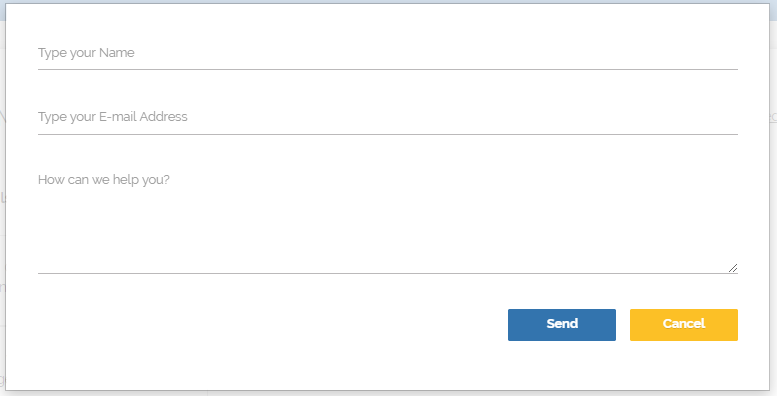 Type your Name
Type your E-mail Address
How can we help you?
Send
Cancel